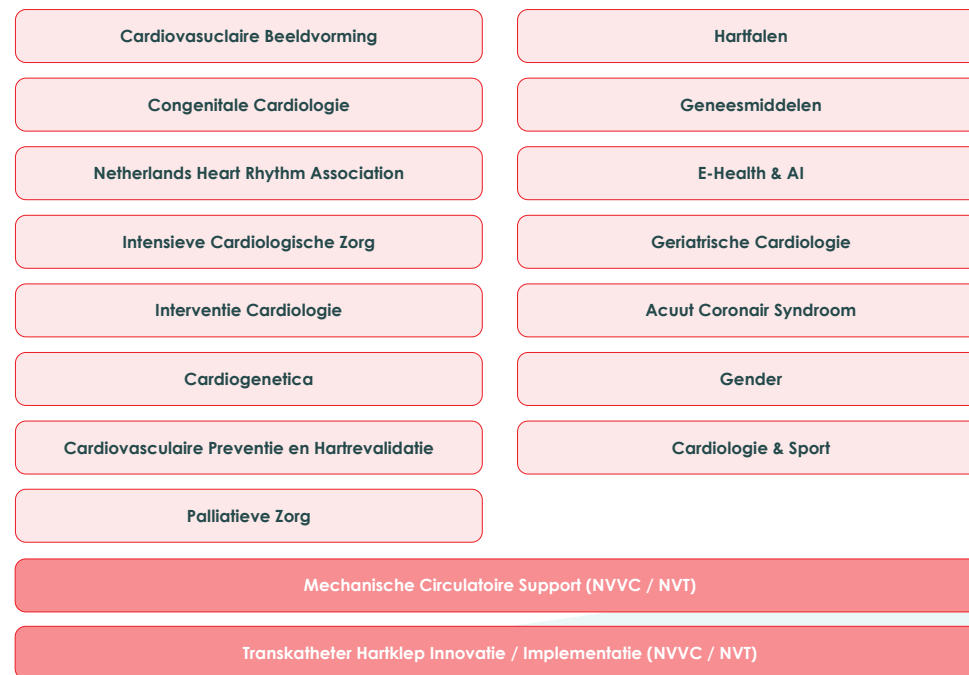 Cardiovasuclaire Beeldvorming
Congenitale Cardiologie
Netherlands Heart Rhythm Association
Intensieve Cardiologische Zorg
Interventie Cardiologie
Cardiogenetica
Cardiovasculaire Preventie en Hartrevalidatie
Palliatieve Zorg
Hartfalen
Geneesmiddelen
E-Health & AI
Geriatrische Cardiologie
Acuut Coronair Syndroom
Gender
Cardiologie & Sport
Mechanische Circulatoire Support (NVVC / NVT)
Transkatheter Hartklep Innovatie / Implementatie (NVVC / NVT)